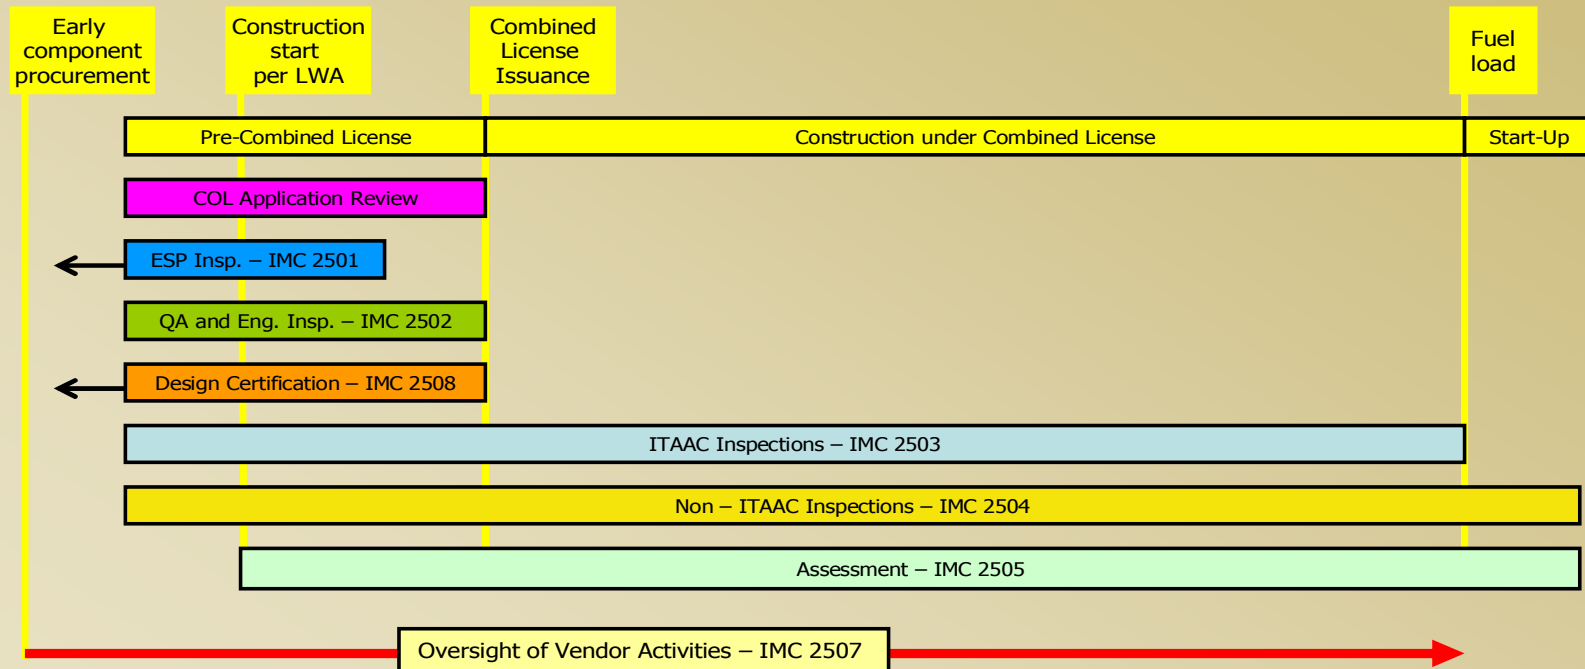 Early
component
procurement
Construction
start
per LWA
Combined
License
Issuance
Fuel
load
Pre-Combined License
Construction under Combined License
Start-Up
COL Application Review
ESP Insp. – IMC 2501
QA and Eng. Insp. – IMC 2502
Design Certification – IMC 2508
ITAAC Inspections – IMC 2503
Non – ITAAC Inspections – IMC 2504
Assessment – IMC 2505
Oversight of Vendor Activities – IMC 2507